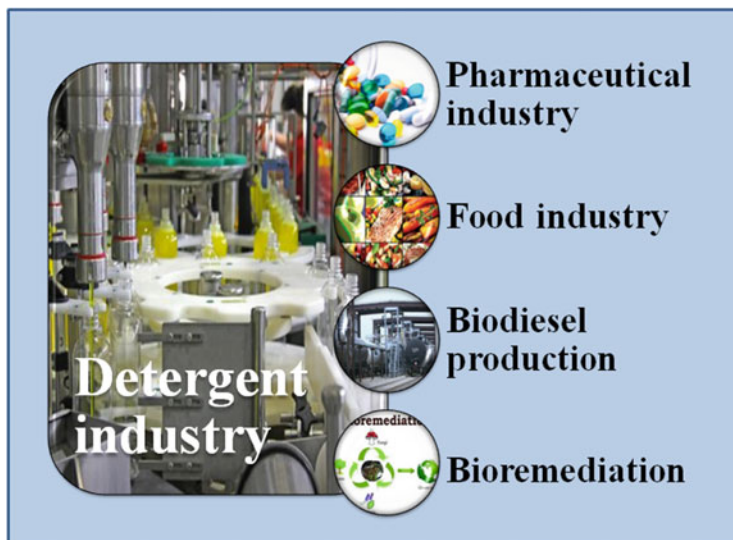 Detergent
industry
Pharmaceutical
industry
Food industry
Biodiesel
production
Bioremediation